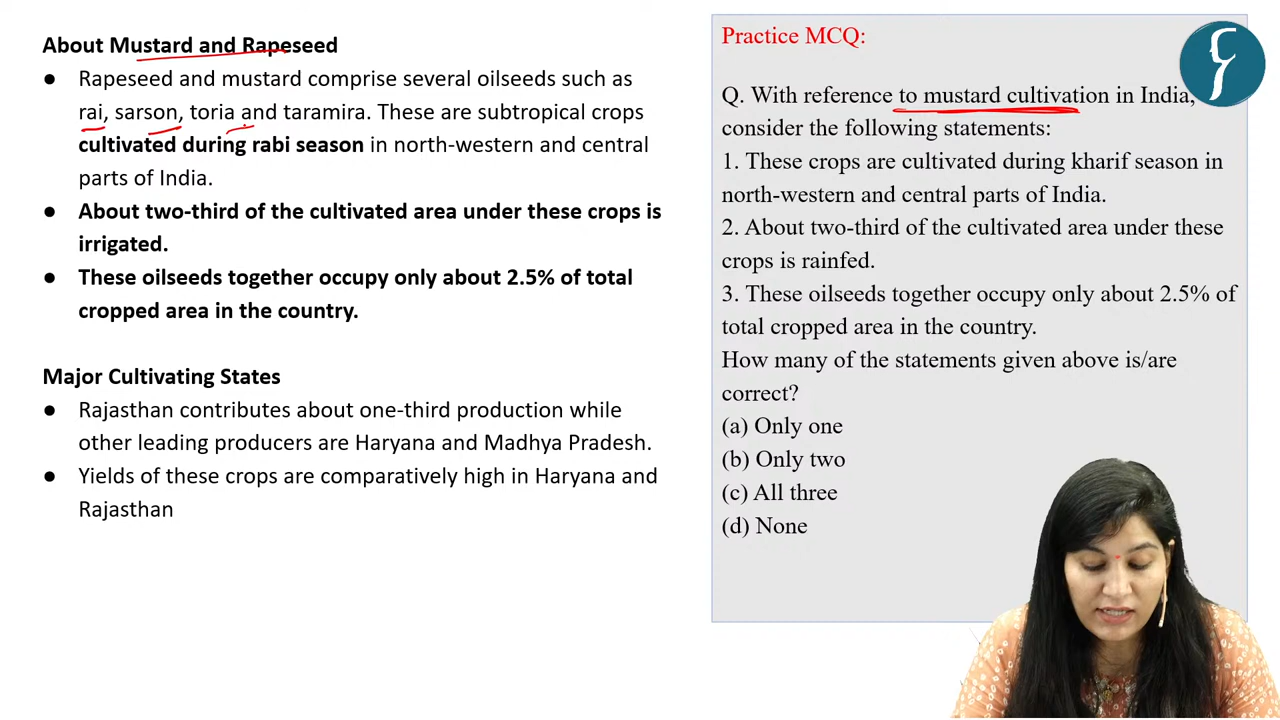 About Mustard and Rapeseed
● Rapeseed and mustard comprise several oilseeds such as
rai, sarson, toria and taramira. These are subtropical crops
cultivated during rabi season in north-western and central
parts of India.
● About two-third of the cultivated area under these crops is
irrigated.
● These oilseeds together occupy only about 2.5% of total
cropped area in the country.
Major Cultivating States
● Rajasthan contributes about one-third production while
other leading producers are Haryana and Madhya Pradesh.
● Yields of these crops are comparatively high in Haryana and
Rajasthan
Practice MCQ:
Q. With reference to mustard cultivation in India,
consider the following statements:
1. These crops are cultivated during kharif season in
north-western and central parts of India.
2. About two-third of the cultivated area under these
crops is rainfed.
3. These oilseeds together occupy only about 2.5% of
total cropped area in the country.
How many of the statements given above is/are
correct?
(a) Only one
(b) Only two
(c) All three
(d) None